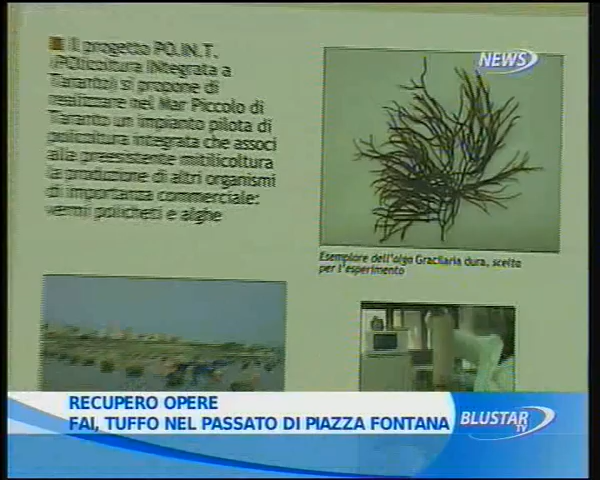 Il progetto PO.IN.T.
(POlicoltura INtegrata a
Taranto) si propone di
realizzare nel Mar Piccolo di
Taranto un impianto pilota di
policoltura integrata che associ
alla preesistente mitilicoltura
la produzione di altri organismi
di importanza commerciale:
vermi policheti e alghe
NEWS
Esemplare dell'alga Gracilaria dura, scelto
per l'esperimento
RECUPERO OPERE
FAI, TUFFO NEL PASSATO DI PIAZZA FONTANA
BLUSTAR
TV